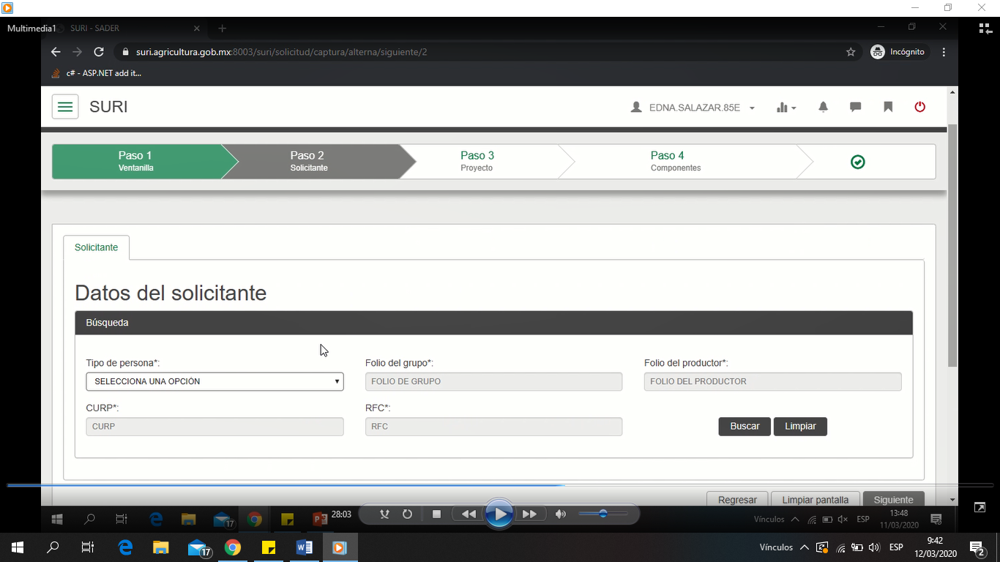 Multimedia1
SURI - SADER
suri.agricultura.gob.mx:8003/suri/solicitud/captura/alterna/siguiente/2
Incógnito
c# - ASP.NET add it...
SURI
EDNA.SALAZAR.85E
Paso 1
Ventanilla
Paso 2
Solicitante
Paso 3
Proyecto
Paso 4
Componentes
Solicitante
Datos del solicitante
Búsqueda
Tipo de persona*:
Folio del grupo*:
Folio del productor*:
SELECCIONA UNA OPCIÓN
FOLIO DE GRUPO
FOLIO DEL PRODUCTOR
CURP*:
RFC*:
CURP
RFC
Buscar
Limpiar
Regresar
Limpiar pantalla
Siguiente
17
28:03
Vínculos
ESP
13:48
11/03/2020
17
Vínculos
ESP
9:42
12/03/2020
2